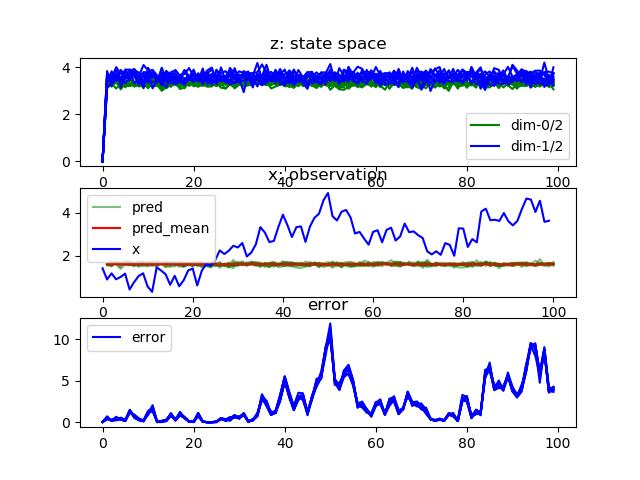 z: state space
4
2
0
dim-0/2
dim-1/2
0 20 40 60 80 100
x: observation
4
2
pred
pred_mean
x
0 20 40 60 80 100
error
10
5
0
error
0 20 40 60 80 100